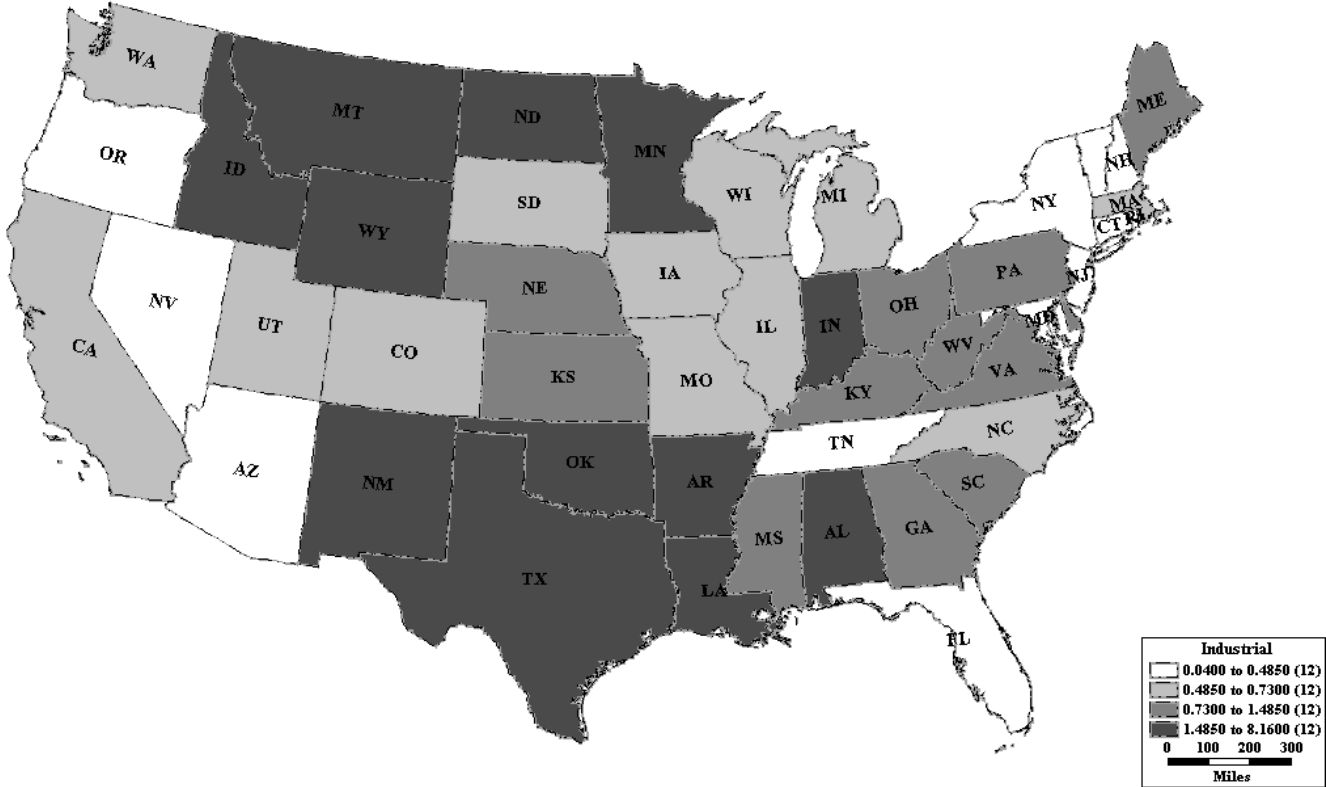 WA
MT
ND
MN
ME
OR
ID
NH
WI
MI
NY
MA
SD
WY
CT RI
IA
PA
NE
NJ
NV
OH
IN
MD
UT
IL
CA
CO
WV
KS
MO
VA
KY
NC
TN
AZ
OK
NM
AR
SC
GA
MS
AL
TX
LA
FL
Industrial
0.0400 to 0.4850 (12)
0.4850 to 0.7300 (12)
0.7300 to 1.4850 (12)
1.4850 to 8.1600 (12)
0 100 200 300
Miles